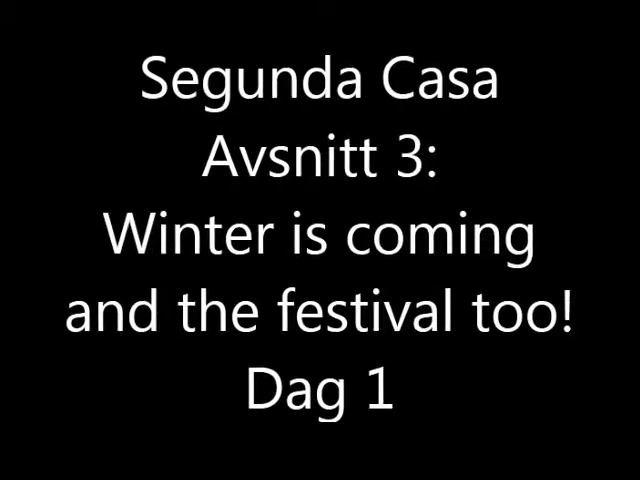 Segunda Casa
Avsnitt 3:
Winter is coming
and the festival too!
Dag 1